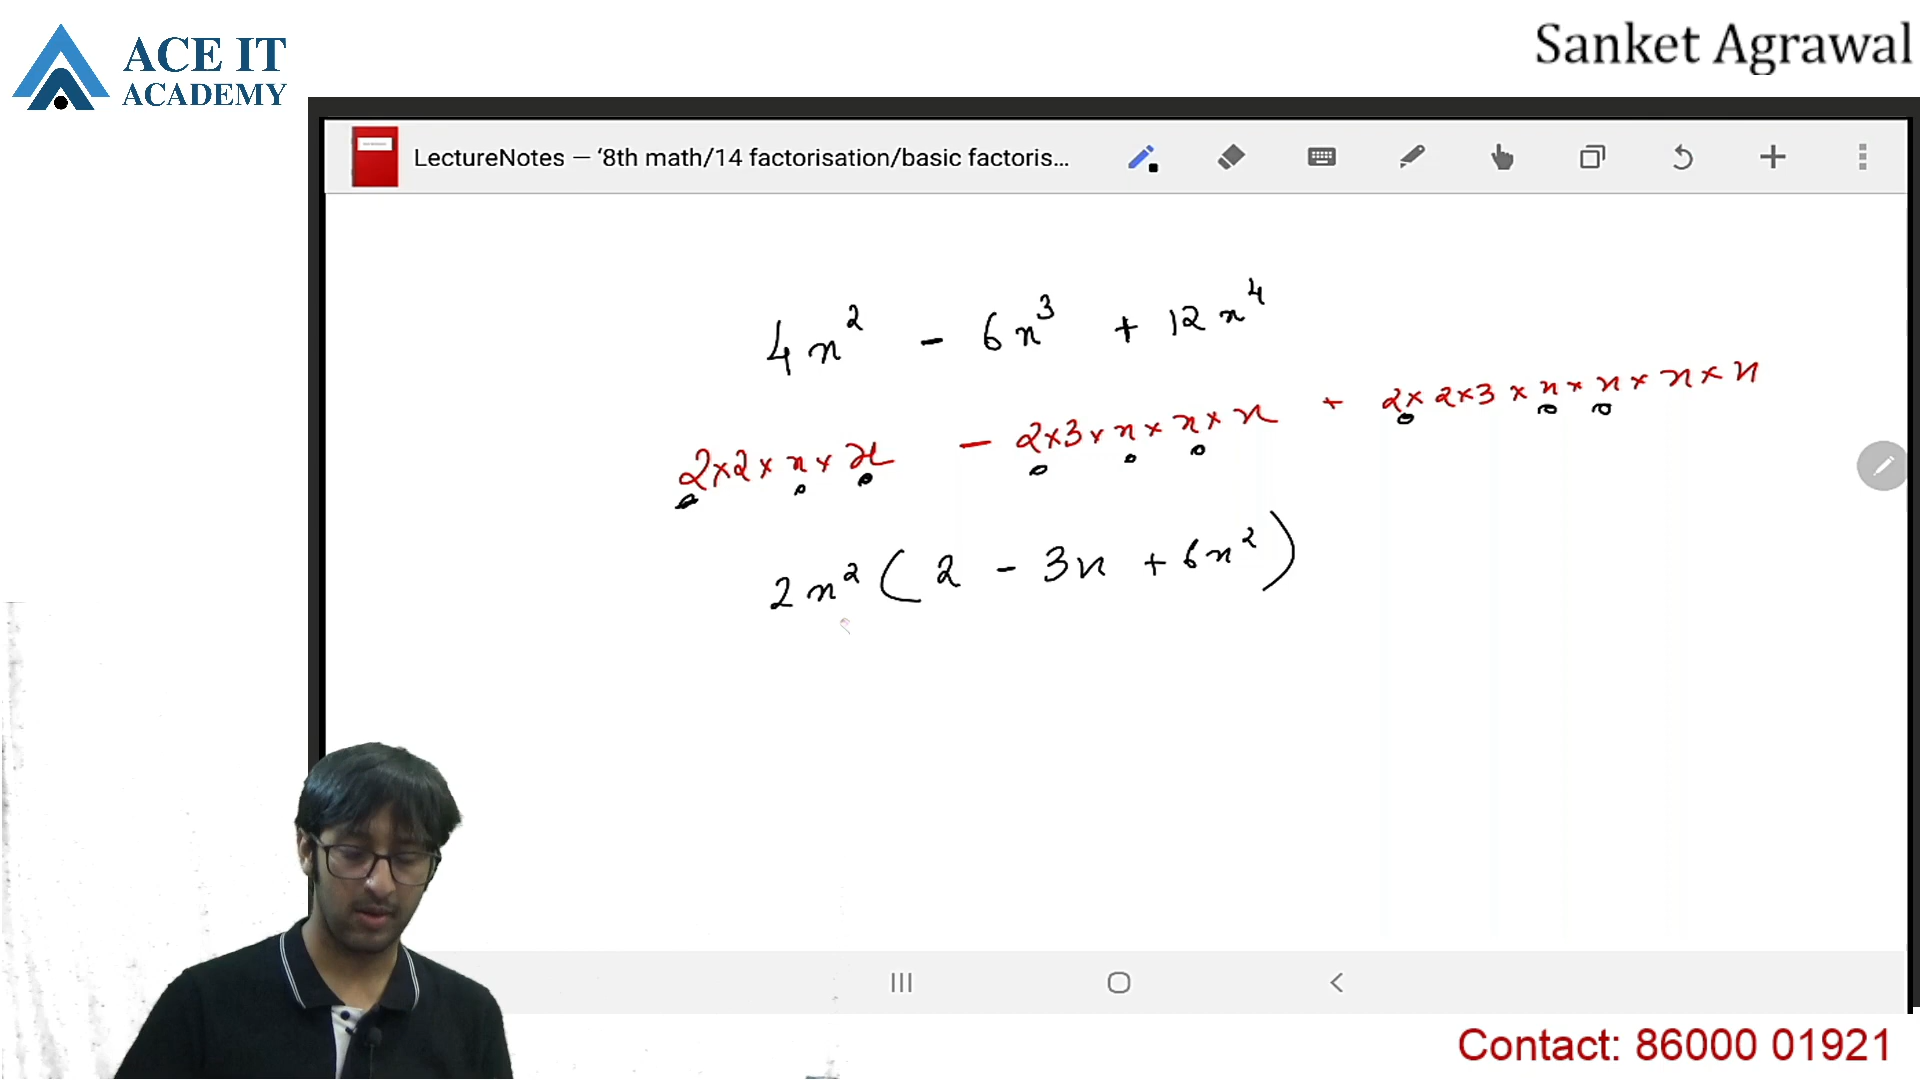 ACE IT
ACADEMY
Sanket Agrawal
LectureNotes — ‘8th math/14 factorisation/basic factoris...
4x² - 6x³ + 12x⁴
2×2×x×x - 2×3×x×x×x + 2×2×3×x×x×x×x
2x² (2 - 3x + 6x²)
Contact: 86000 01921